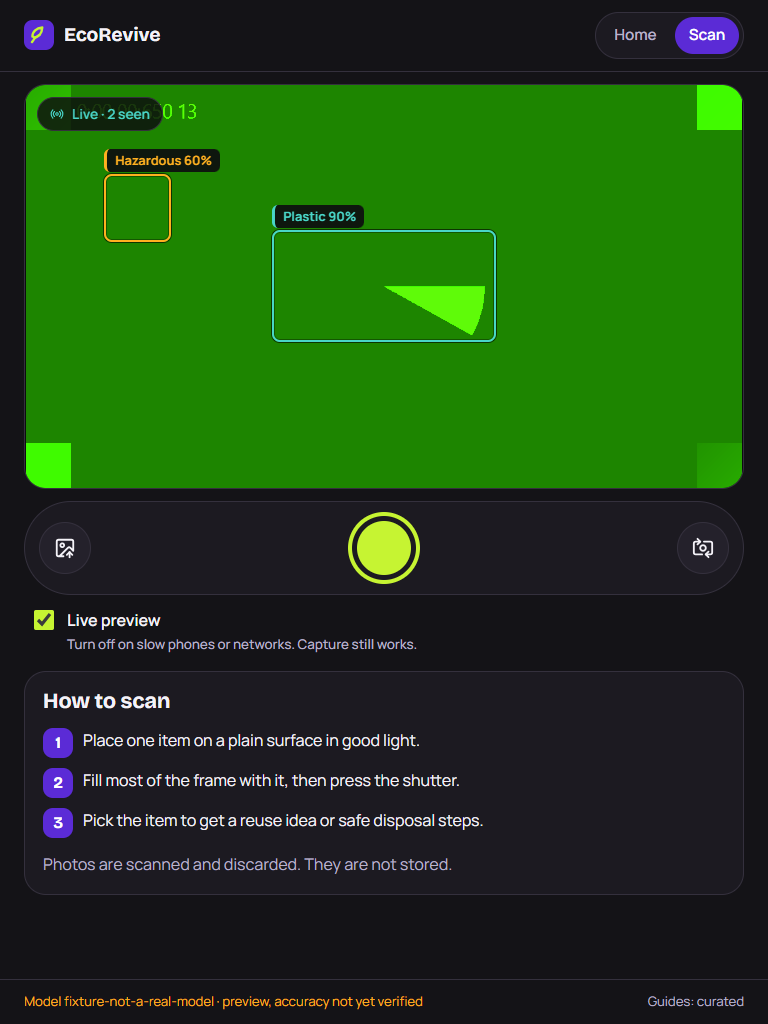 EcoRevive
Home
Scan
Live · 2 seen
0 13
Hazardous 60%
Plastic 90%
Live preview
Turn off on slow phones or networks. Capture still works.
How to scan
1 Place one item on a plain surface in good light.
2 Fill most of the frame with it, then press the shutter.
3 Pick the item to get a reuse idea or safe disposal steps.
Photos are scanned and discarded. They are not stored.
Model fixture-not-a-real-model · preview, accuracy not yet verified
Guides: curated